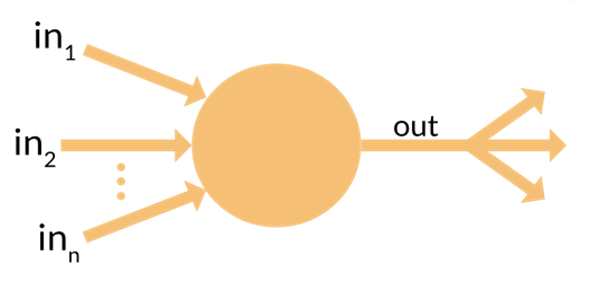 in₁
in₂
inₙ
out